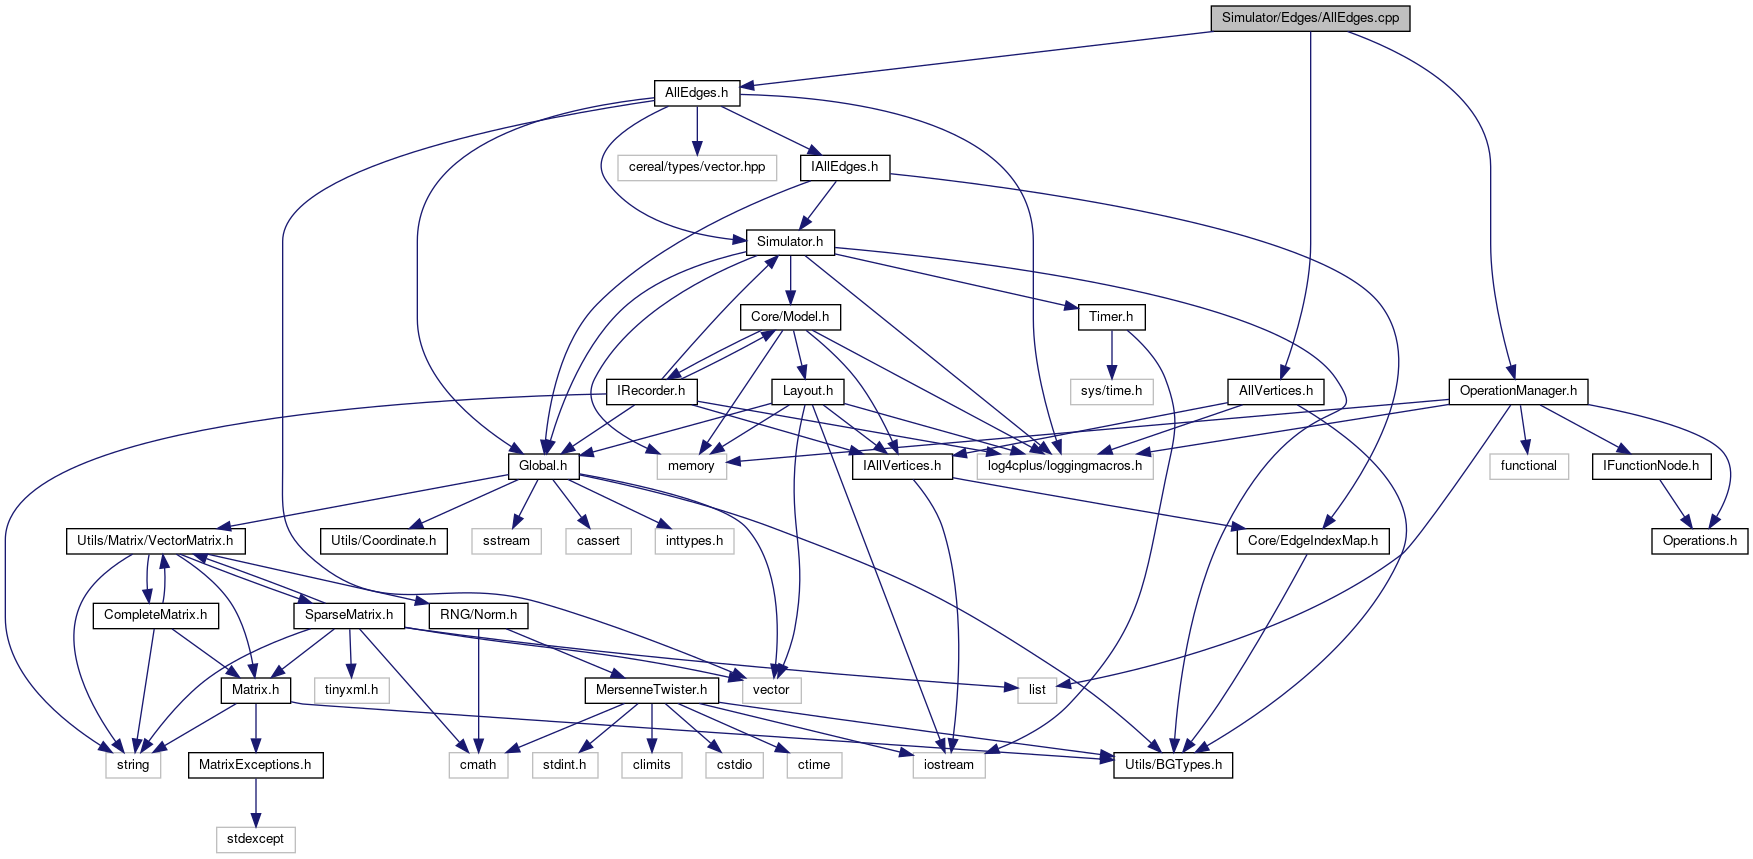 Simulator/Edges/AllEdges.cpp
AllEdges.h
cereal/types/vector.hpp
IAllEdges.h
Simulator.h
Core/Model.h
Timer.h
IRecorder.h
Layout.h
sys/time.h
AllVertices.h
OperationManager.h
Global.h
memory
IAllVertices.h
log4cplus/loggingmacros.h
functional
IFunctionNode.h
Utils/Matrix/VectorMatrix.h
Utils/Coordinate.h
sstream
cassert
inttypes.h
Core/EdgeIndexMap.h
Operations.h
CompleteMatrix.h
SparseMatrix.h
RNG/Norm.h
Matrix.h
tinyxml.h
MersenneTwister.h
vector
list
string
MatrixExceptions.h
cmath
stdint.h
climits
cstdio
ctime
iostream
Utils/BGTypes.h
stdexcept